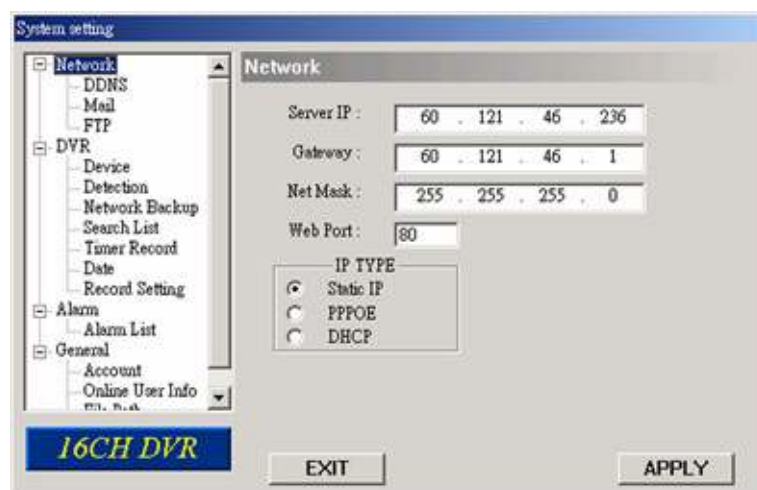 System setting
Network
DDNS
Mail
FTP
DVR
Device
Detection
Network Backup
Search List
Timer Record
Date
Record Setting
Alarm
Alarm List
General
Account
Online User Info
File Path
16CH DVR
Network
Server IP : 60 . 121 . 46 . 236
Gateway : 60 . 121 . 46 . 1
Net Mask : 255 . 255 . 255 . 0
Web Port : 80
IP TYPE
Static IP
PPPOE
DHCP
EXIT
APPLY